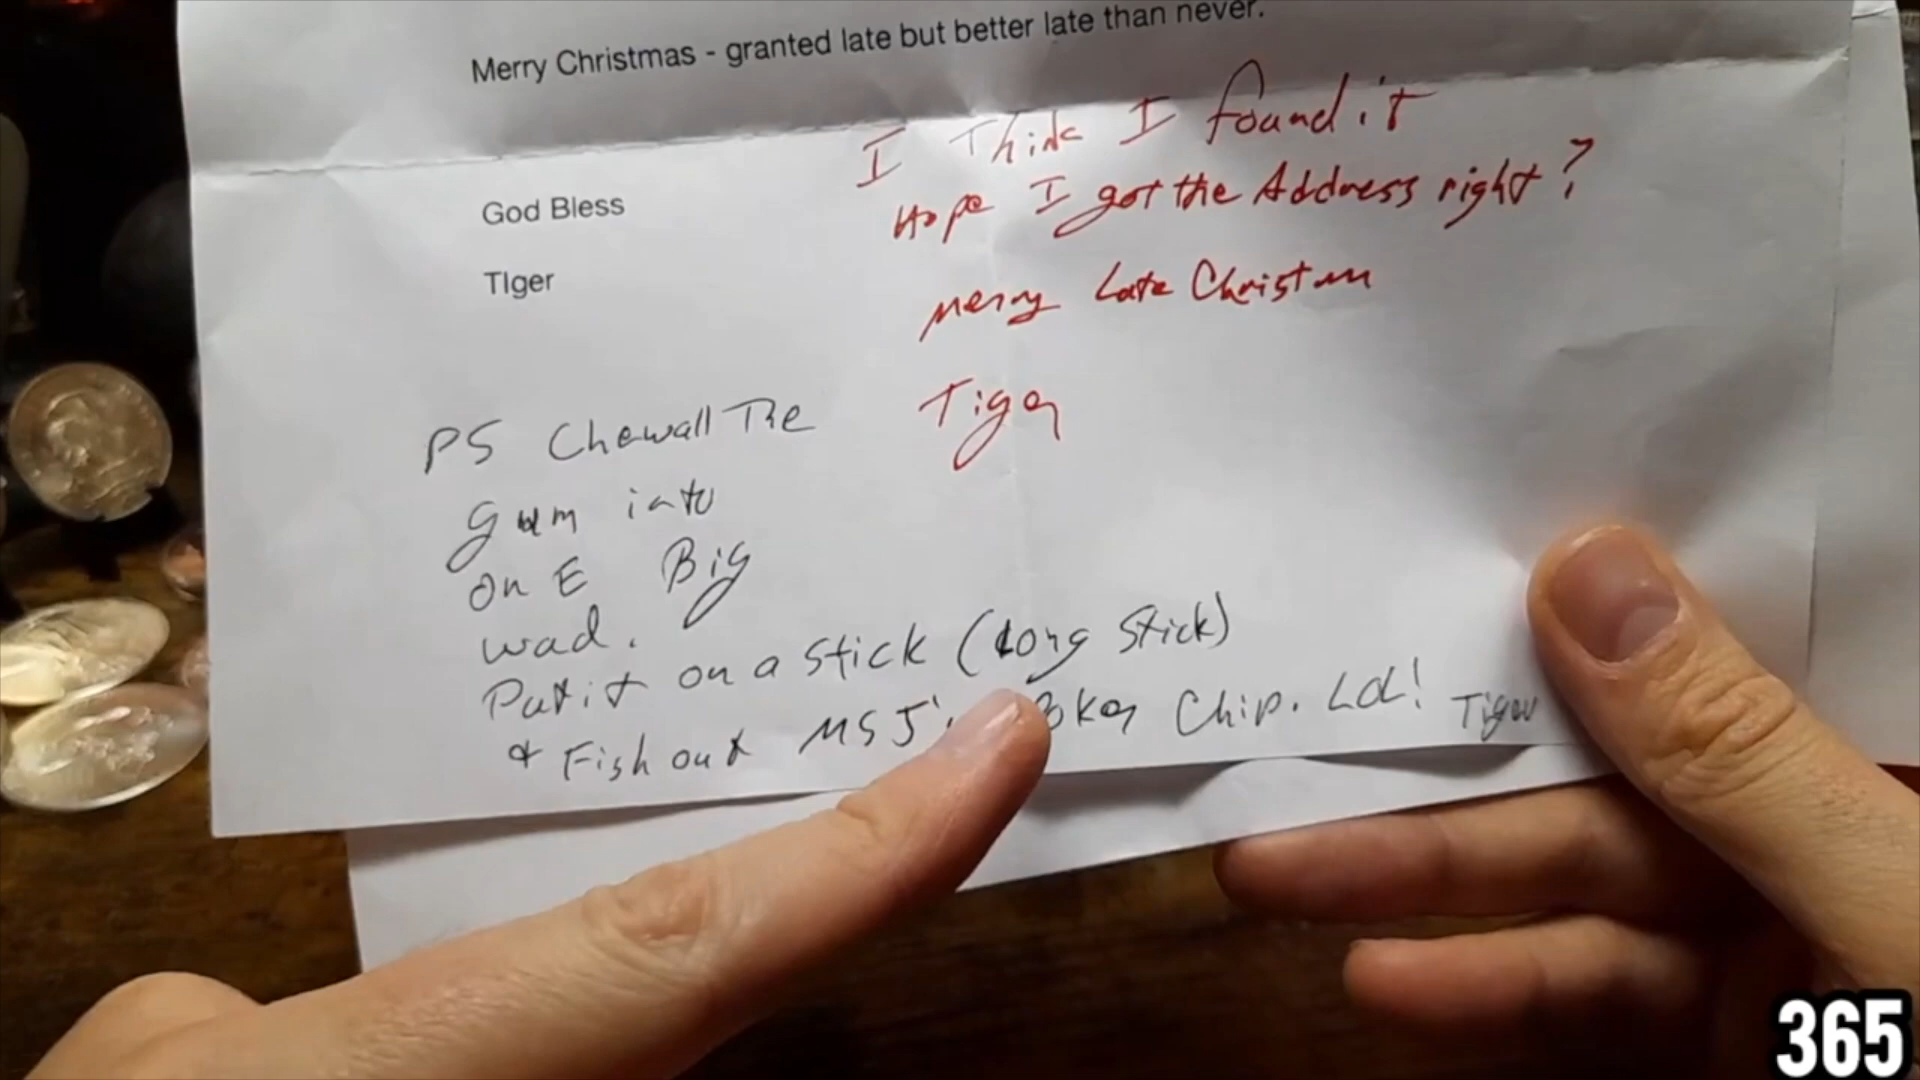 Merry Christmas - granted late but better late than never.
I Think I found it
Hope I got the Address right?
God Bless
TIger
Merry Late Christm
Tiger
PS Chew all The
gum into
OnE Big
wad.
Put it on a stick (Long Stick)
& Fish out MS J's Chip. LoL! Tiger
365